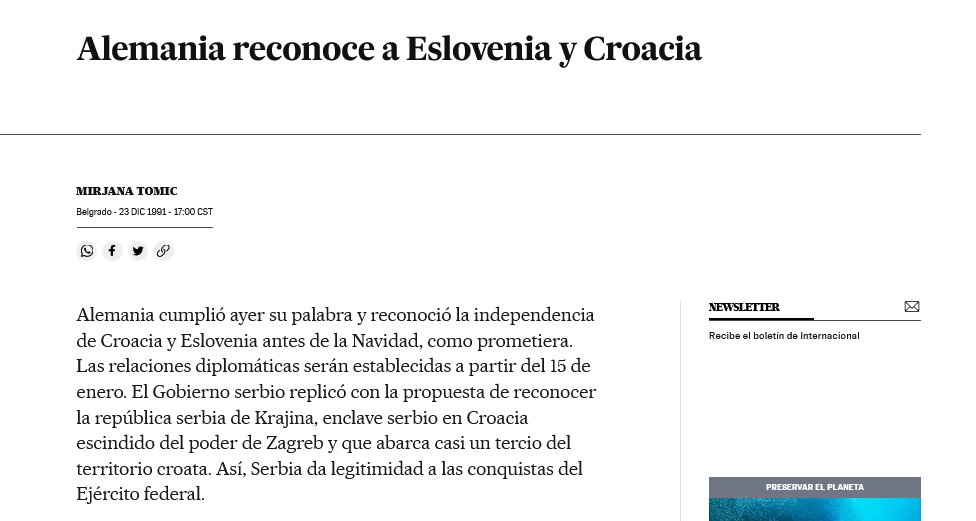 Alemania reconoce a Eslovenia y Croacia
MIRJANA TOMIC
Belgrado - 23 DIC 1991 - 17:00 CST
Alemania cumplió ayer su palabra y reconoció la independencia
de Croacia y Eslovenia antes de la Navidad, como prometiera.
Las relaciones diplomáticas serán establecidas a partir del 15 de
enero. El Gobierno serbio replicó con la propuesta de reconocer
la república serbia de Krajina, enclave serbio en Croacia
escindido del poder de Zagreb y que abarca casi un tercio del
territorio croata. Así, Serbia da legitimidad a las conquistas del
Ejército federal.
NEWSLETTER
Recibe el boletín de Internacional
PRESERVAR EL PLANETA